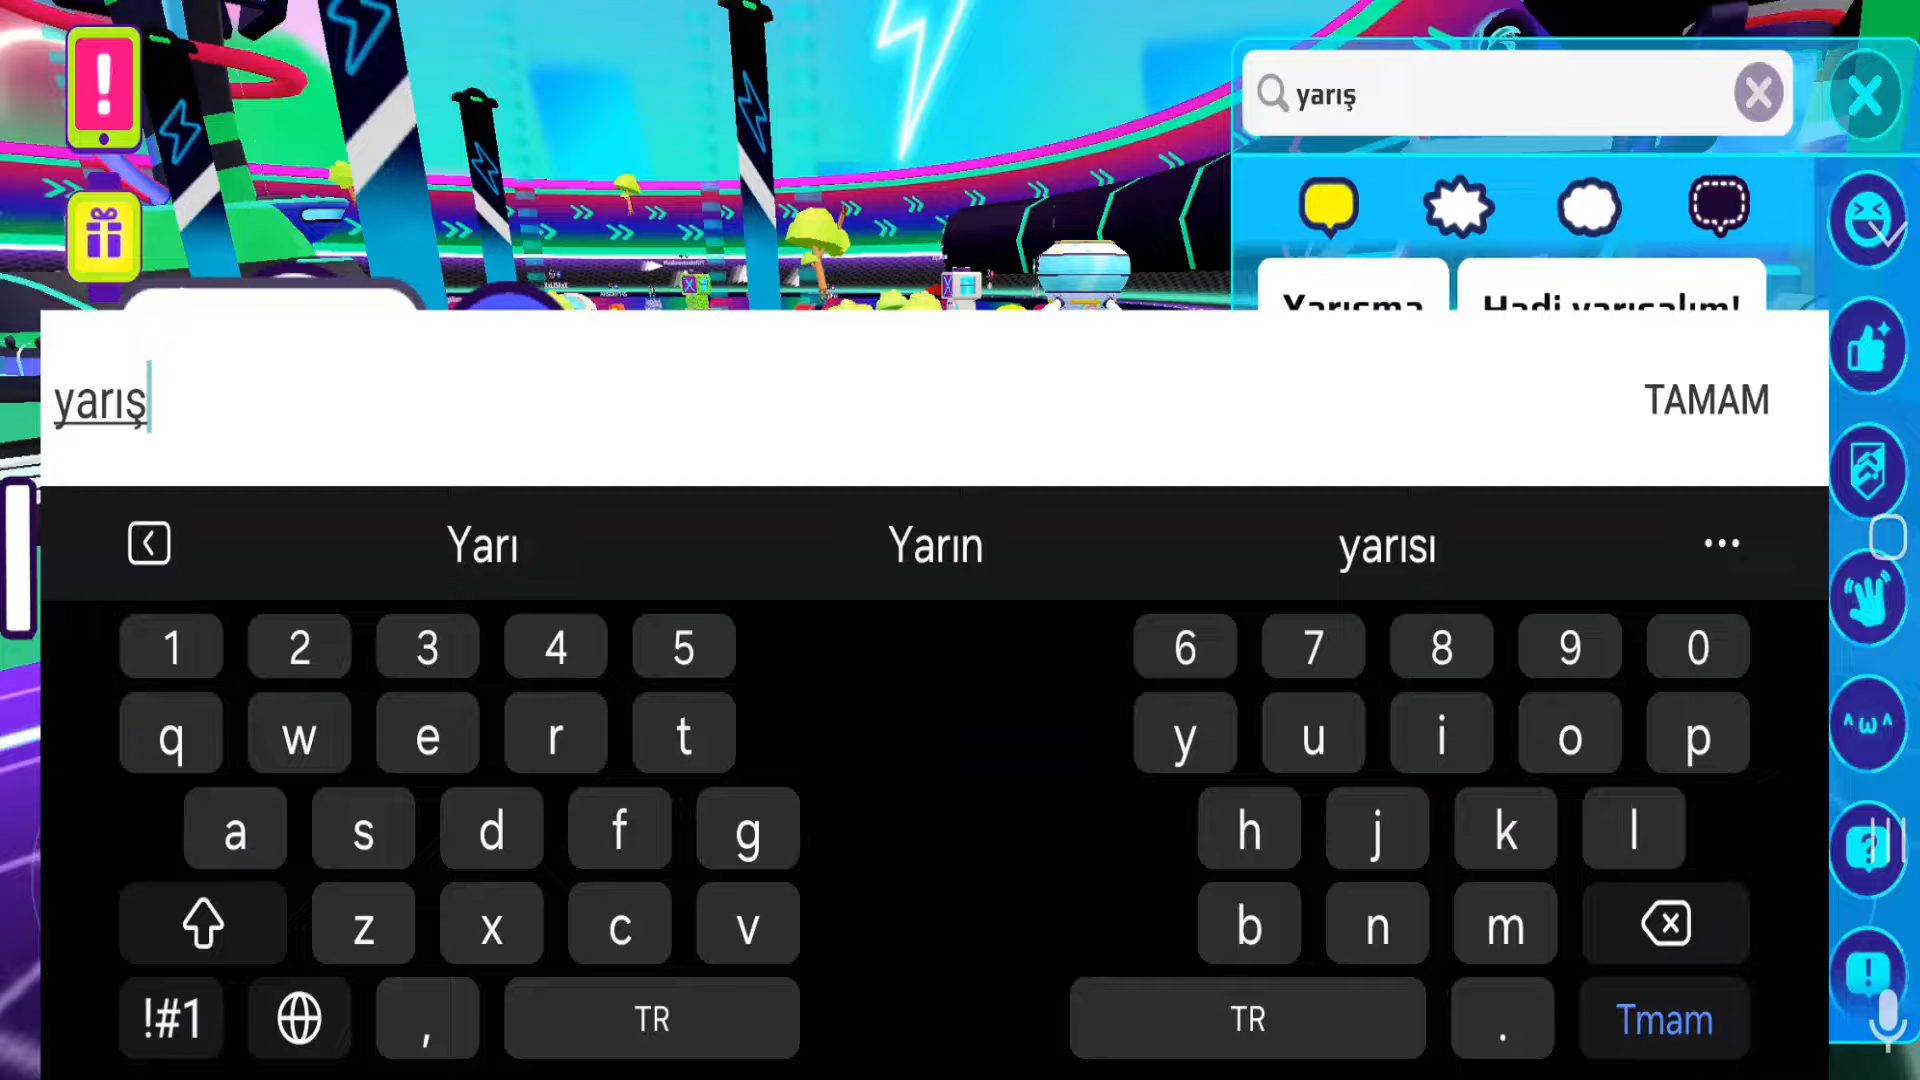 yarış
Yarışma Hadi yarışalım!
yarış TAMAM
Yarı Yarın yarısı ...
1 2 3 4 5 6 7 8 9 0
q w e r t y u i o p
a s d f g h j k l
^ω^
z x c v b n m
!#1 , TR TR . Tmam